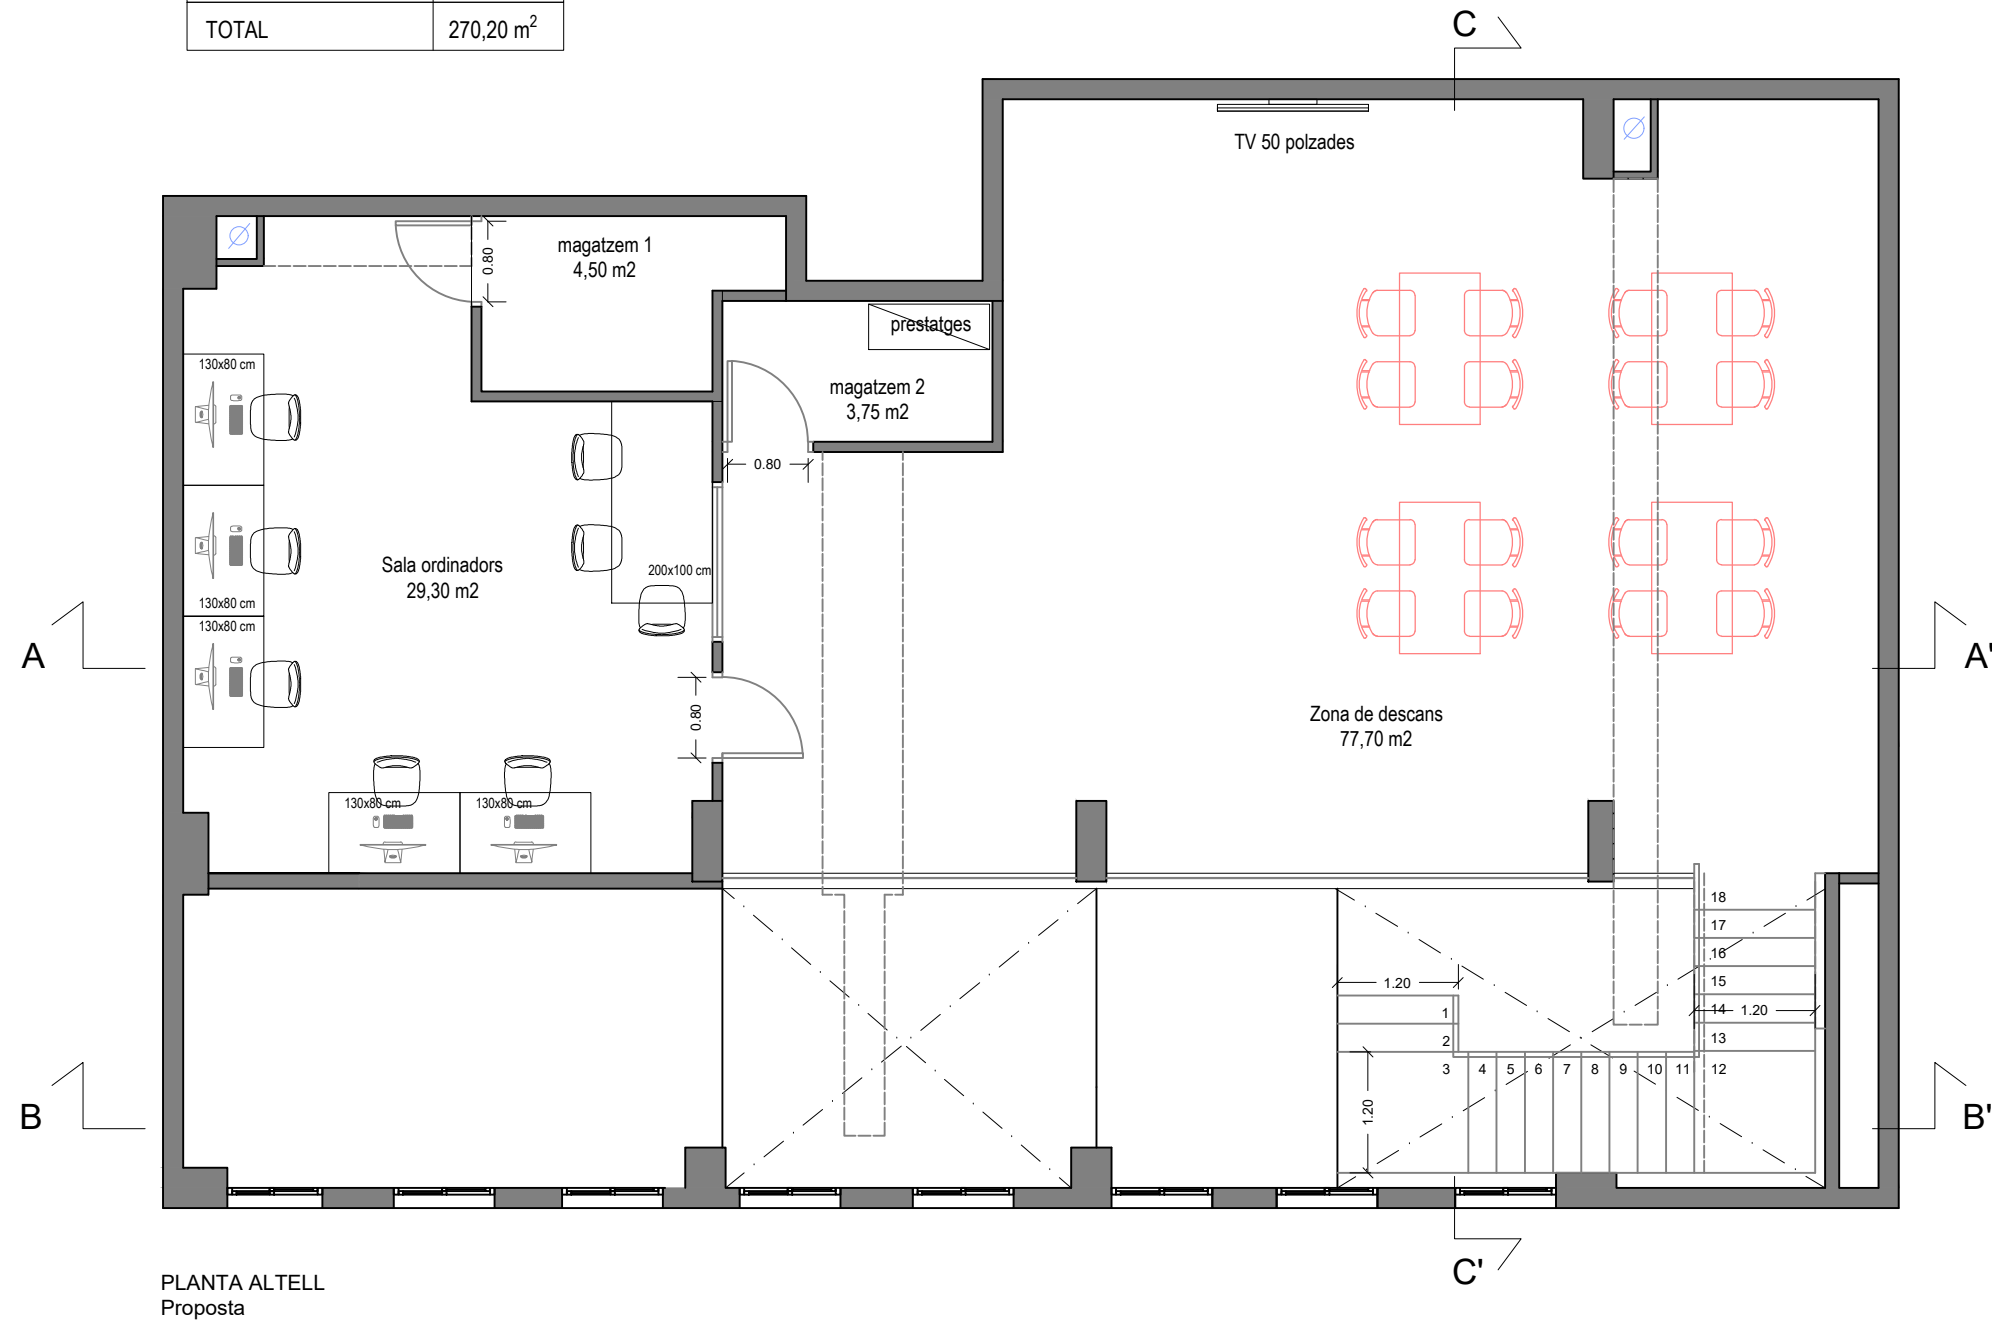 TOTAL 270,20 m²
C
TV 50 polzades
magatzem 1
4,50 m2
0.80
prestatges
magatzem 2
3,75 m2
0.80
130x80 cm
130x80 cm
130x80 cm
Sala ordinadors
29,30 m2
200x100 cm
0.80
130x80 cm
130x80 cm
Zona de descans
77,70 m2
A
A'
18
17
16
15
14
13
12
1.20
1.20
1
2
3
4
5
6
7
8
9
10
11
1.20
B
B'
C'
PLANTA ALTELL
Proposta